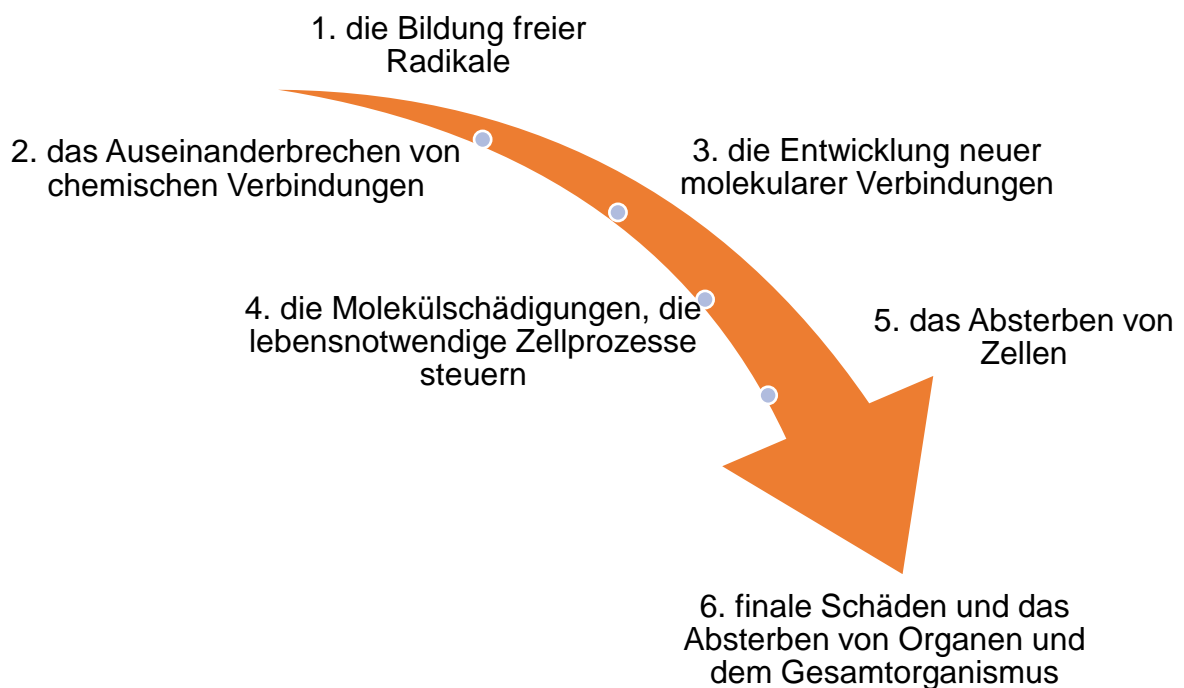 1. die Bildung freier
Radikale
2. das Auseinanderbrechen von
chemischen Verbindungen
3. die Entwicklung neuer
molekularer Verbindungen
4. die Molekülschädigungen, die
lebensnotwendige Zellprozesse
steuern
5. das Absterben von
Zellen
6. finale Schäden und das
Absterben von Organen und
dem Gesamtorganismus